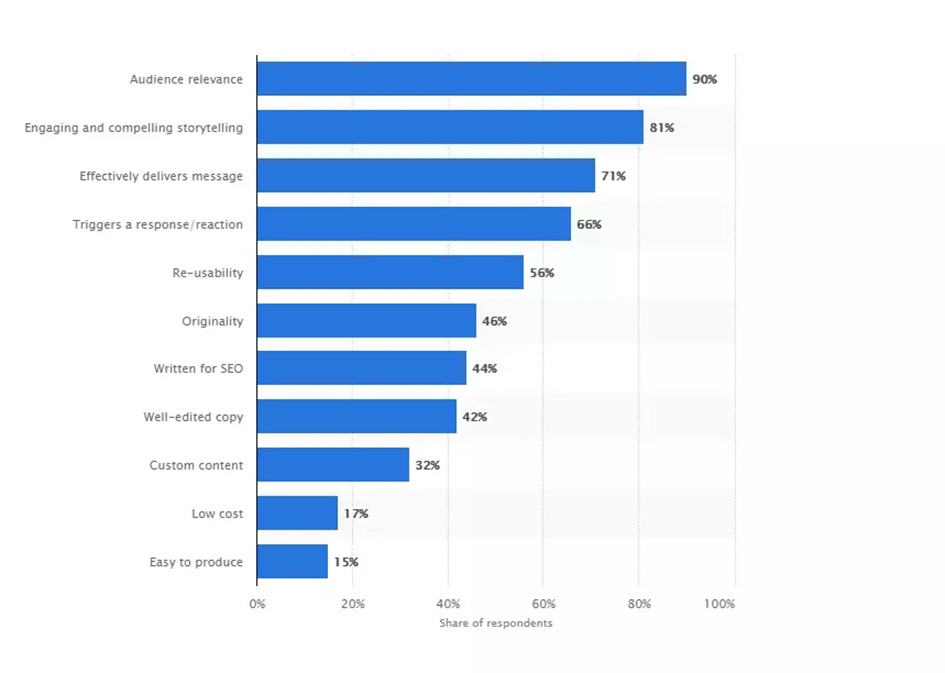 Audience relevance 90%
Engaging and compelling storytelling 81%
Effectively delivers message 71%
Triggers a response/reaction 66%
Re-usability 56%
Originality 46%
Written for SEO 44%
Well-edited copy 42%
Custom content 32%
Low cost 17%
Easy to produce 15%
0% 20% 40% 60% 80% 100%
Share of respondents